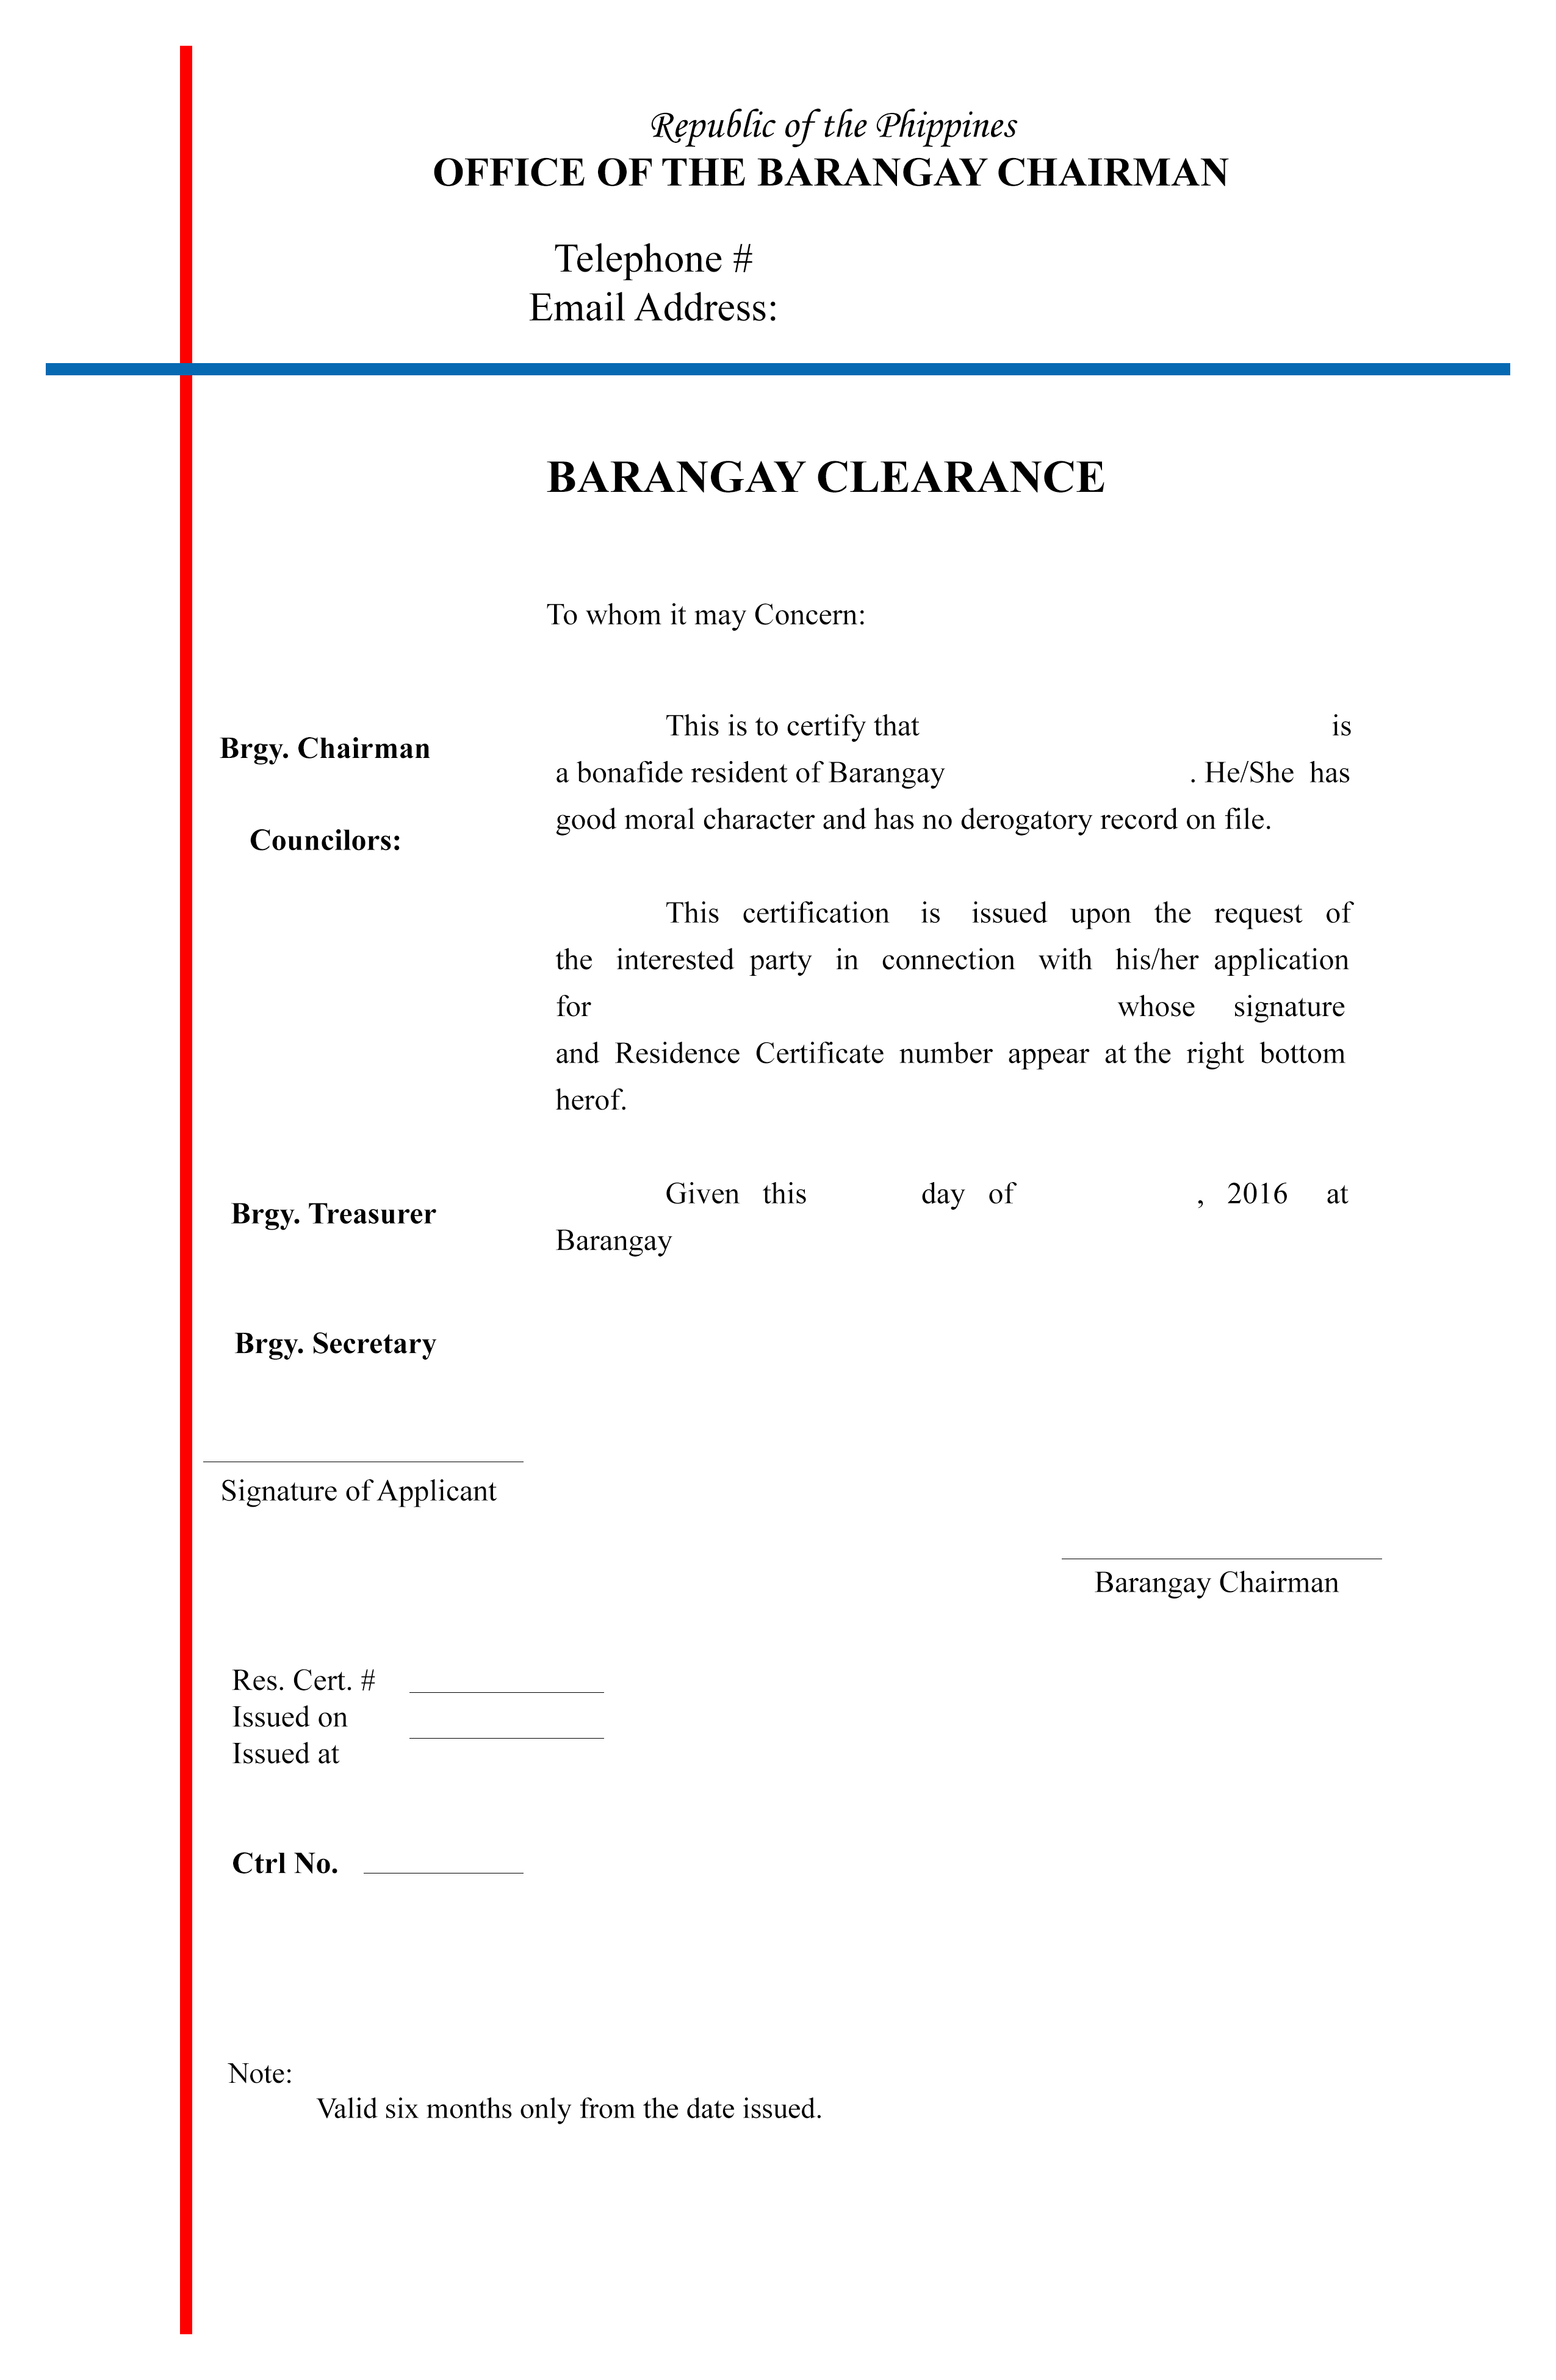 Republic of the Phippines
OFFICE OF THE BARANGAY CHAIRMAN
Telephone #
Email Address:
BARANGAY CLEARANCE
To whom it may Concern:
This is to certify that is
a bonafide resident of Barangay . He/She has
good moral character and has no derogatory record on file.
This certification is issued upon the request of
the interested party in connection with his/her application
for whose signature
and Residence Certificate number appear at the right bottom
herof.
Given this day of , 2016 at
Barangay
Brgy. Chairman
Councilors:
Brgy. Treasurer
Brgy. Secretary
Signature of Applicant
Barangay Chairman
Res. Cert. #
Issued on
Issued at
Ctrl No.
Note:
Valid six months only from the date issued.